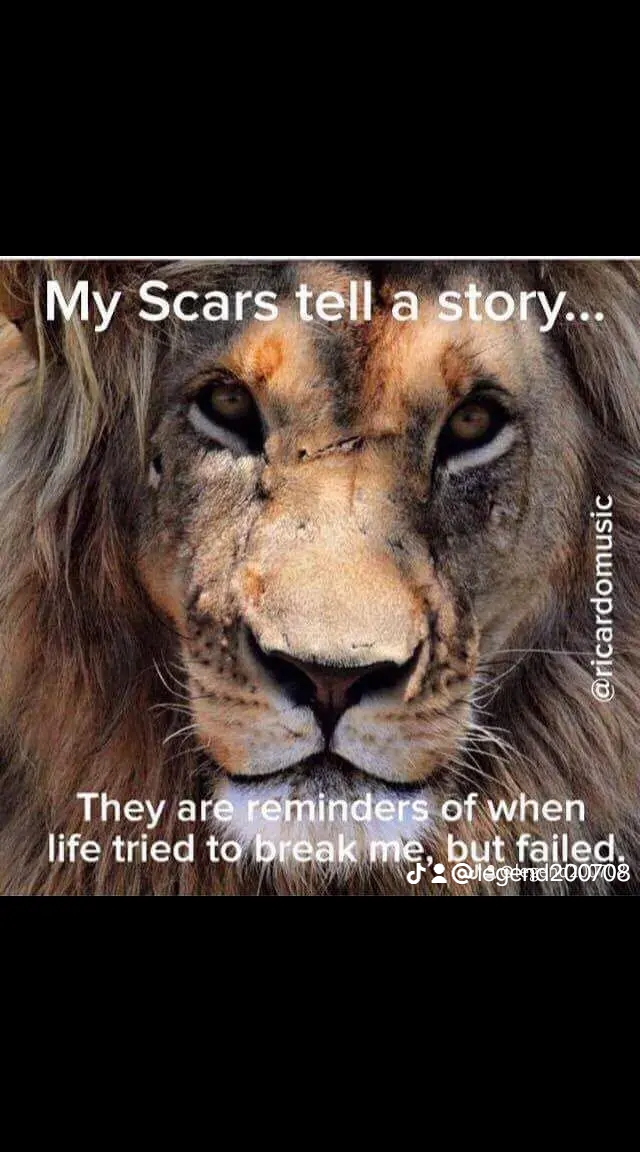 My Scars tell a story...
@ricardomusic
They are reminders of when
life tried to break me, but failed.
@legend200708